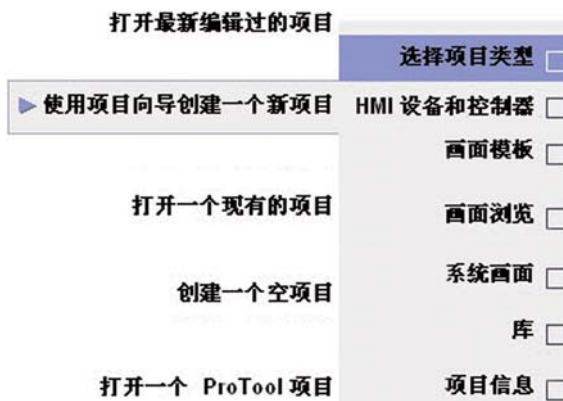 打开最新编辑过的项目
使用项目向导创建一个新项目
打开一个现有的项目
创建一个空项目
打开一个 ProTool 项目
选择项目类型
HMI 设备和控制器
画面模板
画面浏览
系统画面
库
项目信息